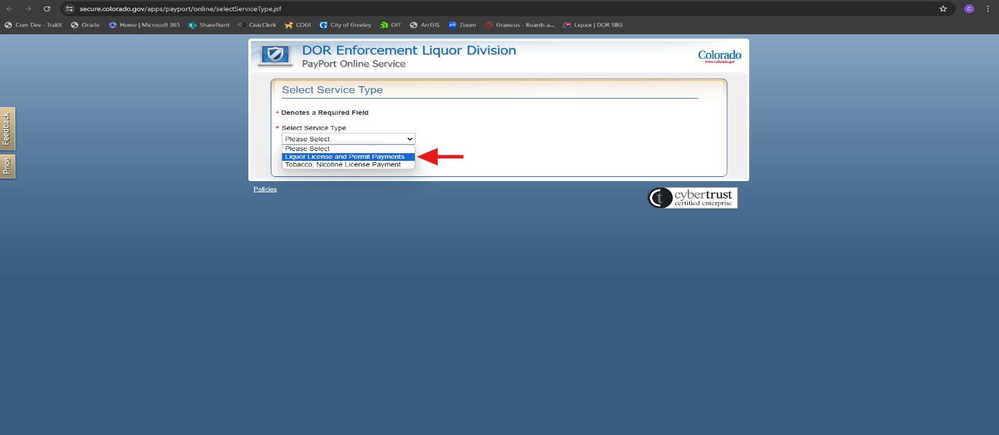 secure.colorado.gov/apps/payport/online/selectServiceType.jsf
C
Com Dev - TrakIt Oracle Home | Microsoft 365 SharePoint CivicClerk COGI City of Greeley OIT ArcGIS Zoom Granicus - Boards a... Liquor | DOR SBG
DOR Enforcement Liquor Division
PayPort Online Service
Colorado
www.colorado.gov
Select Service Type
* Denotes a Required Field
* Select Service Type
Please Select
Please Select
Liquor License and Permit Payments
Tobacco, Nicotine License Payment
Feedback
Price
Policies
t cybertrust
certified enterprise